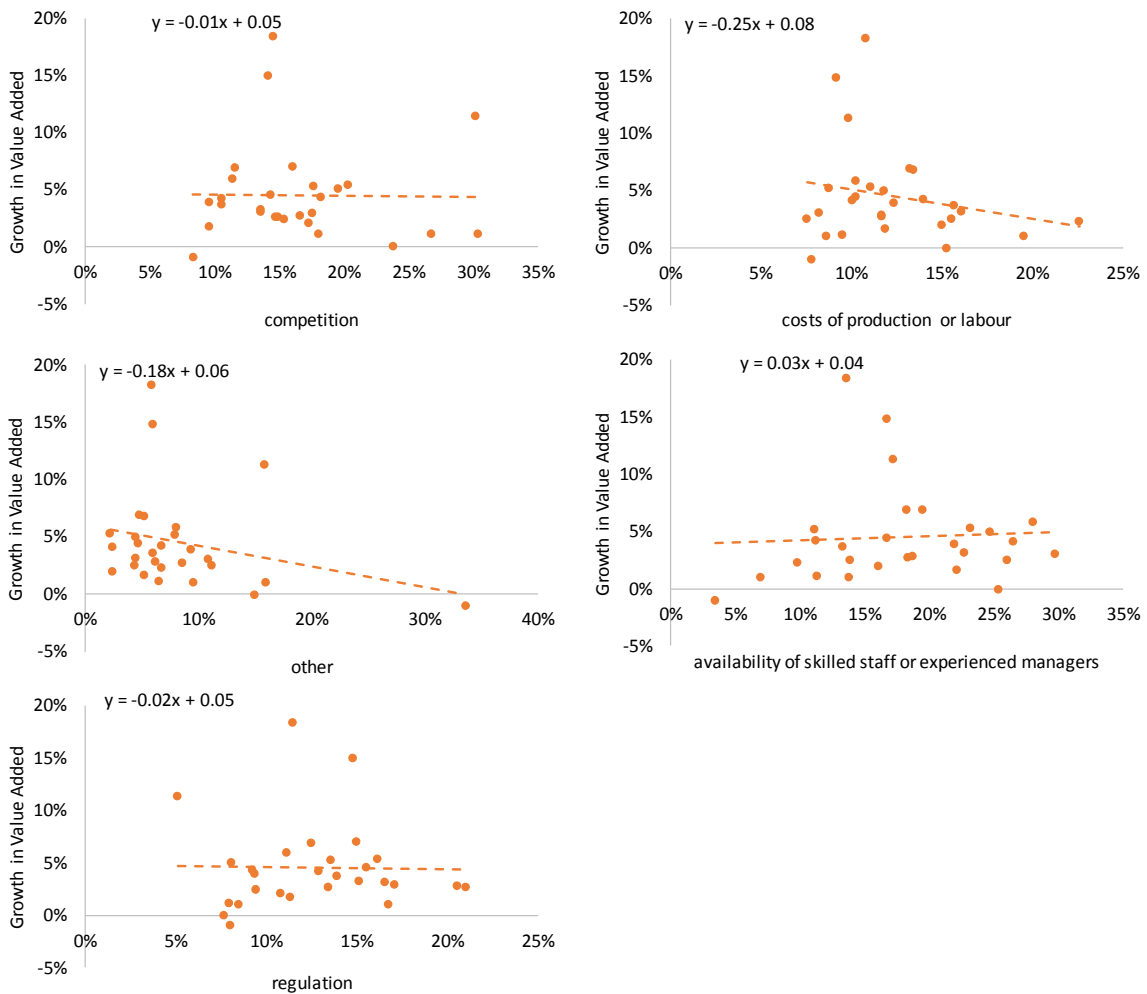 y = -0.01x + 0.05
20%
15%
10%
5%
0%
-5%
Growth in Value Added
0% 5% 10% 15% 20% 25% 30% 35%
competition
y = -0.25x + 0.08
20%
15%
10%
5%
0%
-5%
Growth in Value Added
0% 5% 10% 15% 20% 25%
costs of production or labour
y = -0.18x + 0.06
20%
15%
10%
5%
0%
-5%
Growth in Value Added
0% 10% 20% 30% 40%
other
y = 0.03x + 0.04
20%
15%
10%
5%
0%
-5%
Growth in Value Added
0% 5% 10% 15% 20% 25% 30% 35%
availability of skilled staff or experienced managers
y = -0.02x + 0.05
20%
15%
10%
5%
0%
-5%
Growth in Value Added
0% 5% 10% 15% 20% 25%
regulation